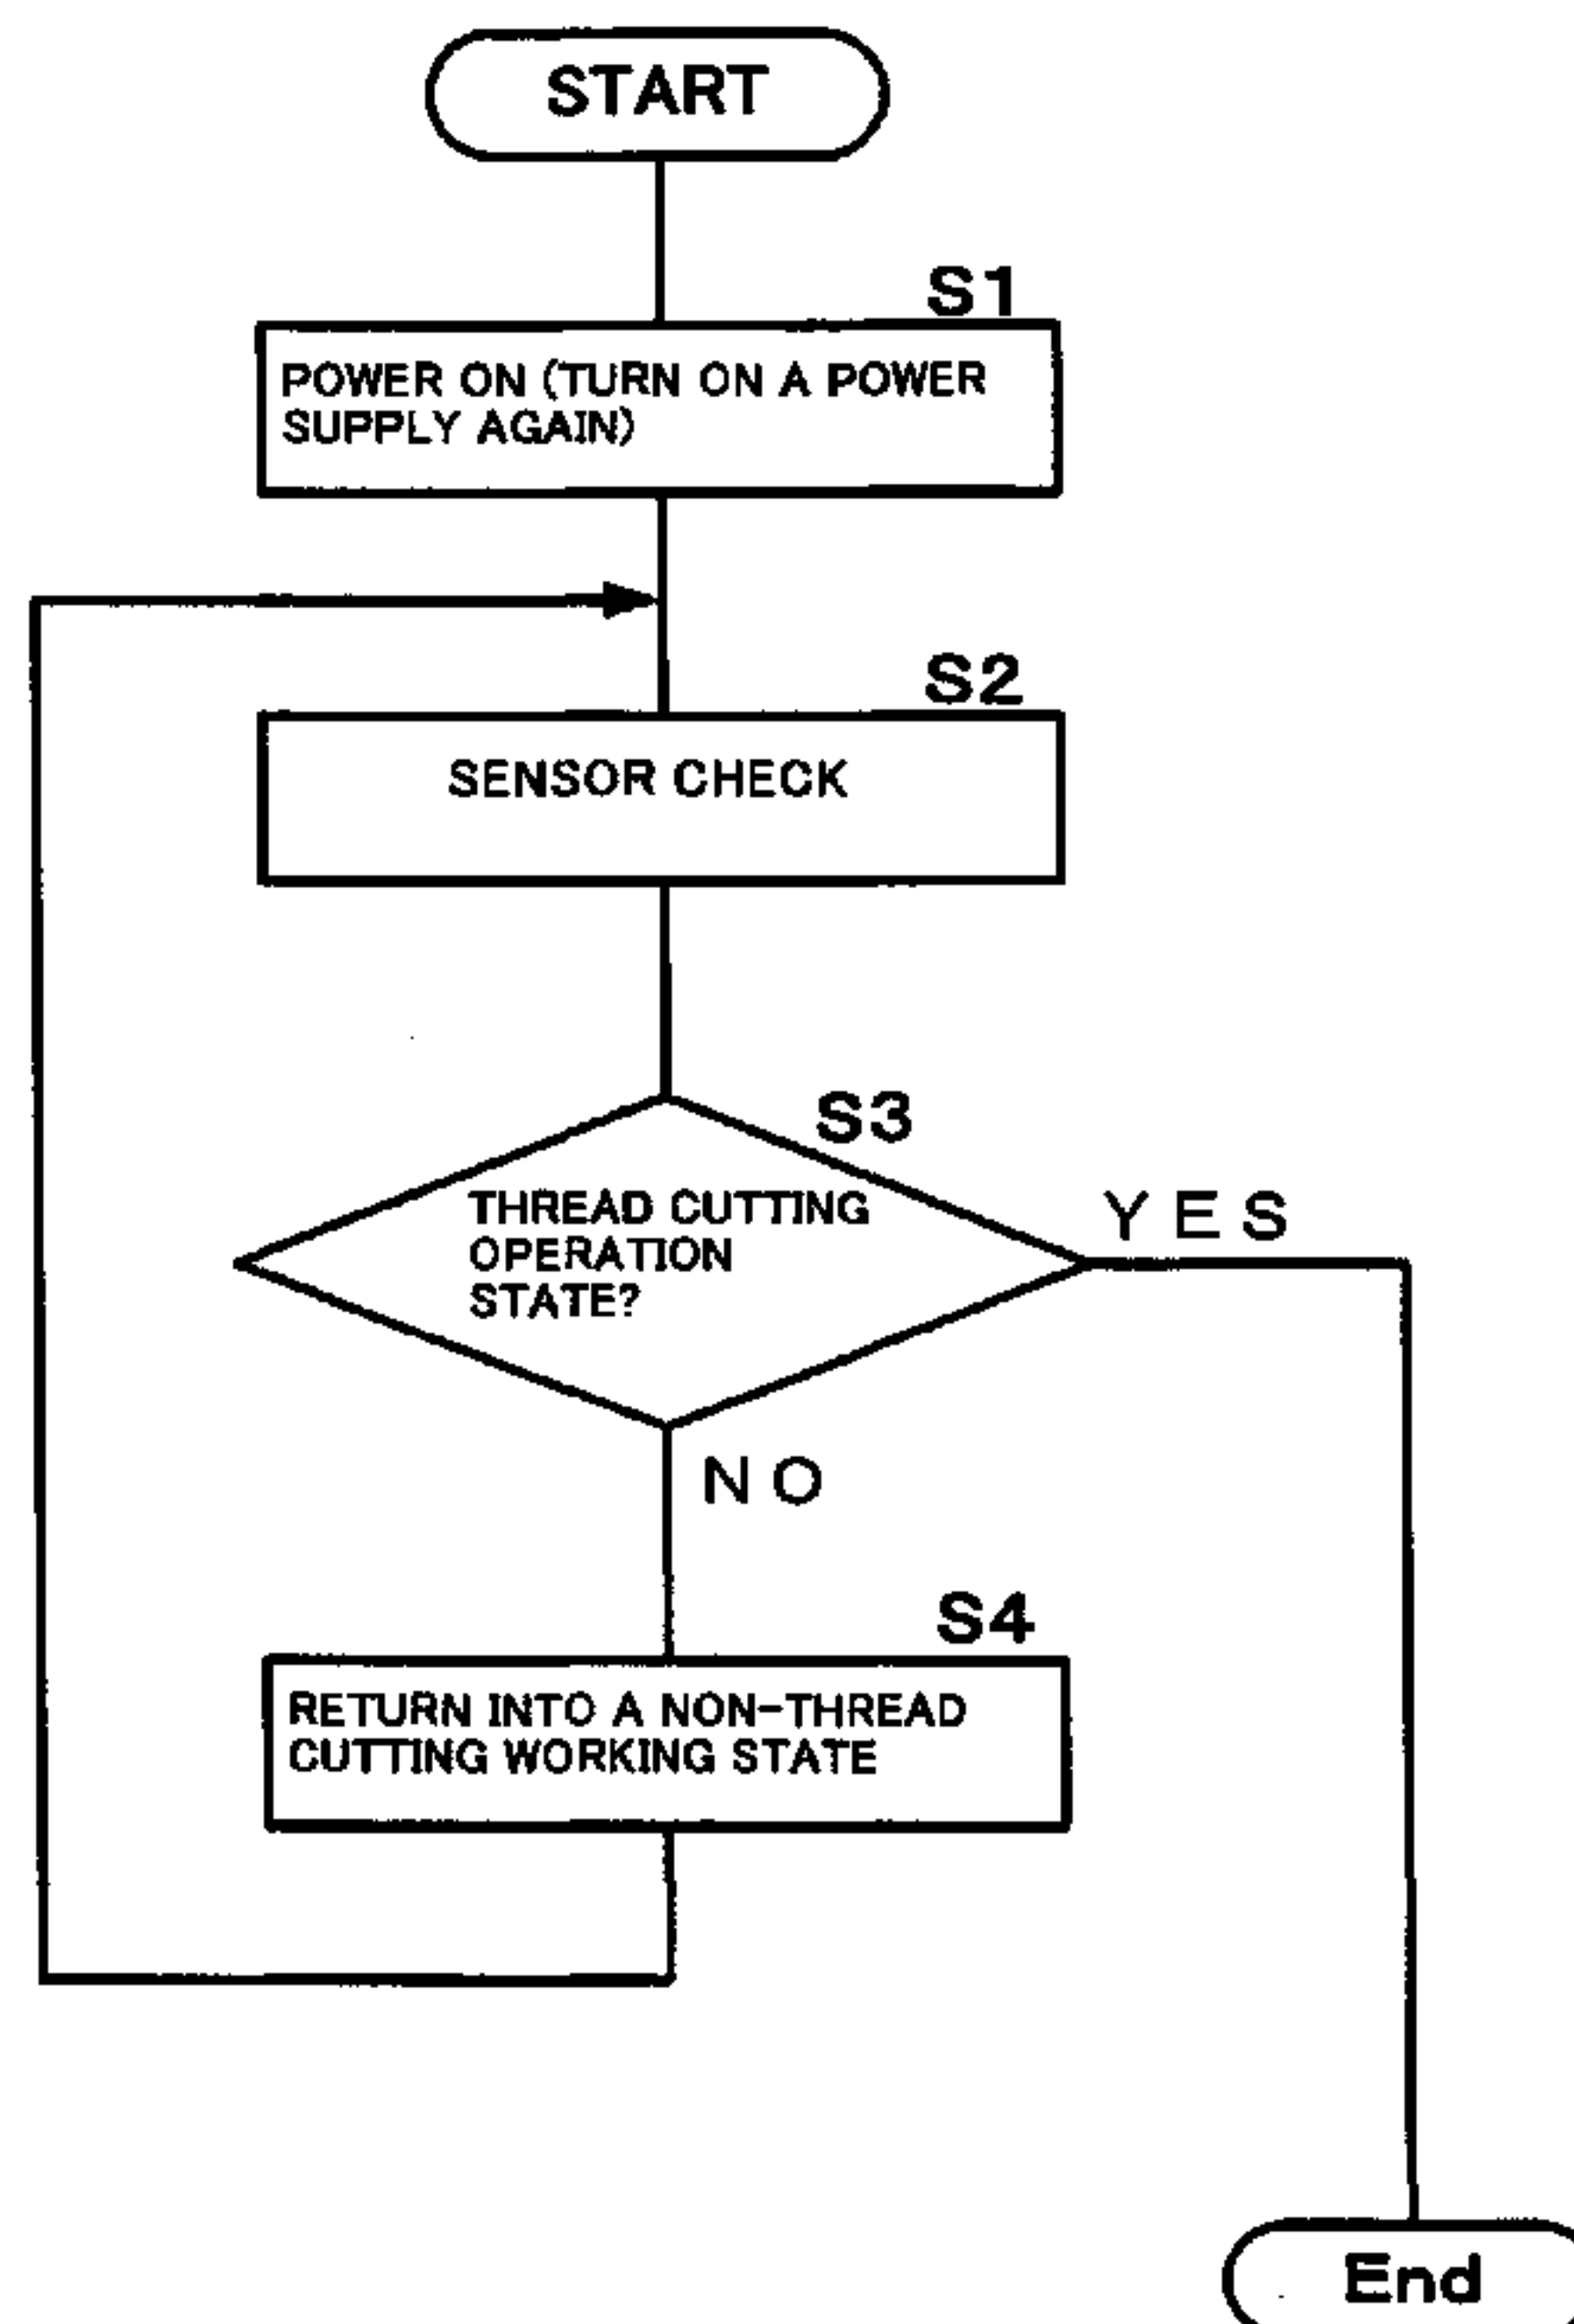 START
S1
POWER ON (TURN ON A POWER
SUPPLY AGAIN)
S2
SENSOR CHECK
S3
THREAD CUTTING
OPERATION
STATE?
YES
NO
S4
RETURN INTO A NON-THREAD
CUTTING WORKING STATE
End